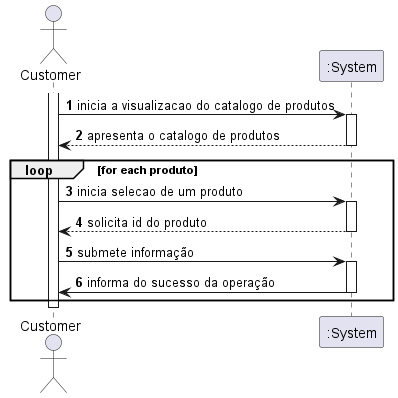 Customer
:System
1 inicia a visualizacao do catalogo de produtos
2 apresenta o catalogo de produtos
loop [for each produto]
3 inicia selecao de um produto
4 solicita id do produto
5 submete informação
6 informa do sucesso da operação
Customer
:System